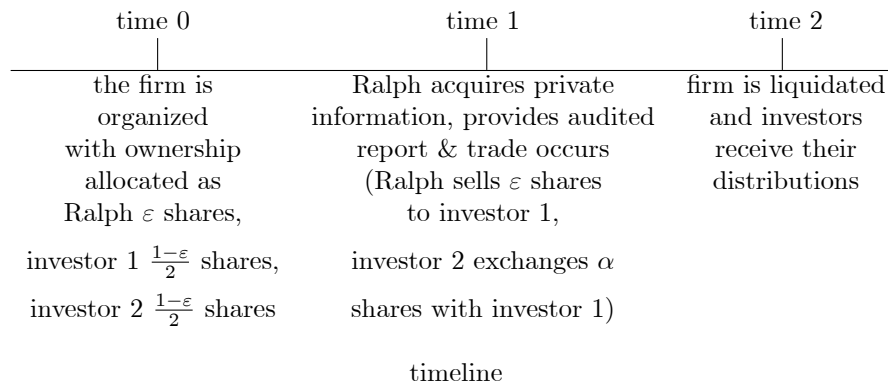 time 0
time 1
time 2
the firm is
organized
with ownership
allocated as
Ralph ε shares,
investor 1 \frac{1−ε}{2} shares,
investor 2 \frac{1−ε}{2} shares
Ralph acquires private
information, provides audited
report & trade occurs
(Ralph sells ε shares
to investor 1,
investor 2 exchanges α
shares with investor 1)
firm is liquidated
and investors
receive their
distributions
timeline